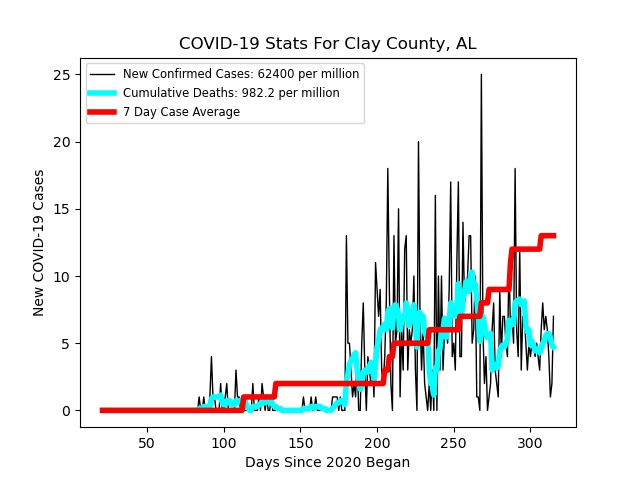 COVID-19 Stats For Clay County, AL
New Confirmed Cases: 62400 per million
Cumulative Deaths: 982.2 per million
7 Day Case Average
25
20
15
10
5
0
New COVID-19 Cases
50 100 150 200 250 300
Days Since 2020 Began